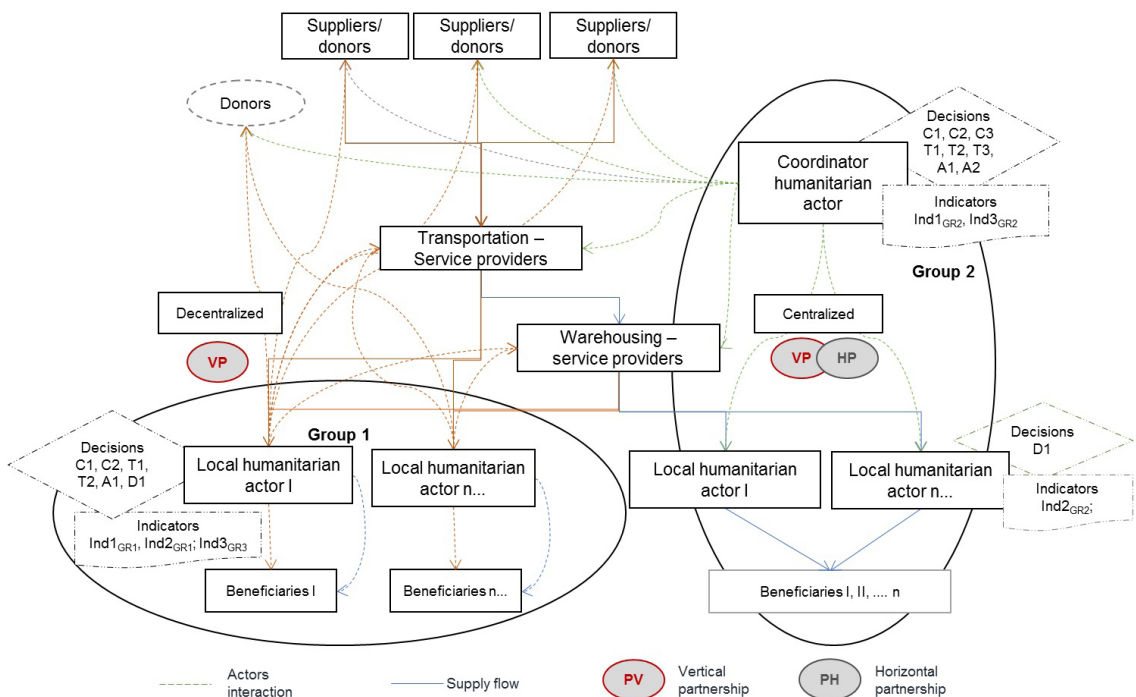 Suppliers/
donors
Suppliers/
donors
Suppliers/
donors
Donors
Decisions
C1, C2, C3
T1, T2, T3,
A1, A2
Coordinator
humanitarian
actor
Indicators
Ind1GR2, Ind3GR2
Group 2
Transportation –
Service providers
Decentralized
VP
Centralized
VP
HP
Warehousing –
service providers
Group 1
Decisions
C1, C2, T1,
T2, A1, D1
Local humanitarian
actor I
Local humanitarian
actor n...
Indicators
Ind1GR1, Ind2GR1; Ind3GR3
Local humanitarian
actor I
Local humanitarian
actor n...
Decisions
D1
Indicators
Ind2GR2;
Beneficiaries I
Beneficiaries n...
Beneficiaries I, II, .... n
Actors
interaction
Supply flow
PV
Vertical
partnership
PH
Horizontal
partnership